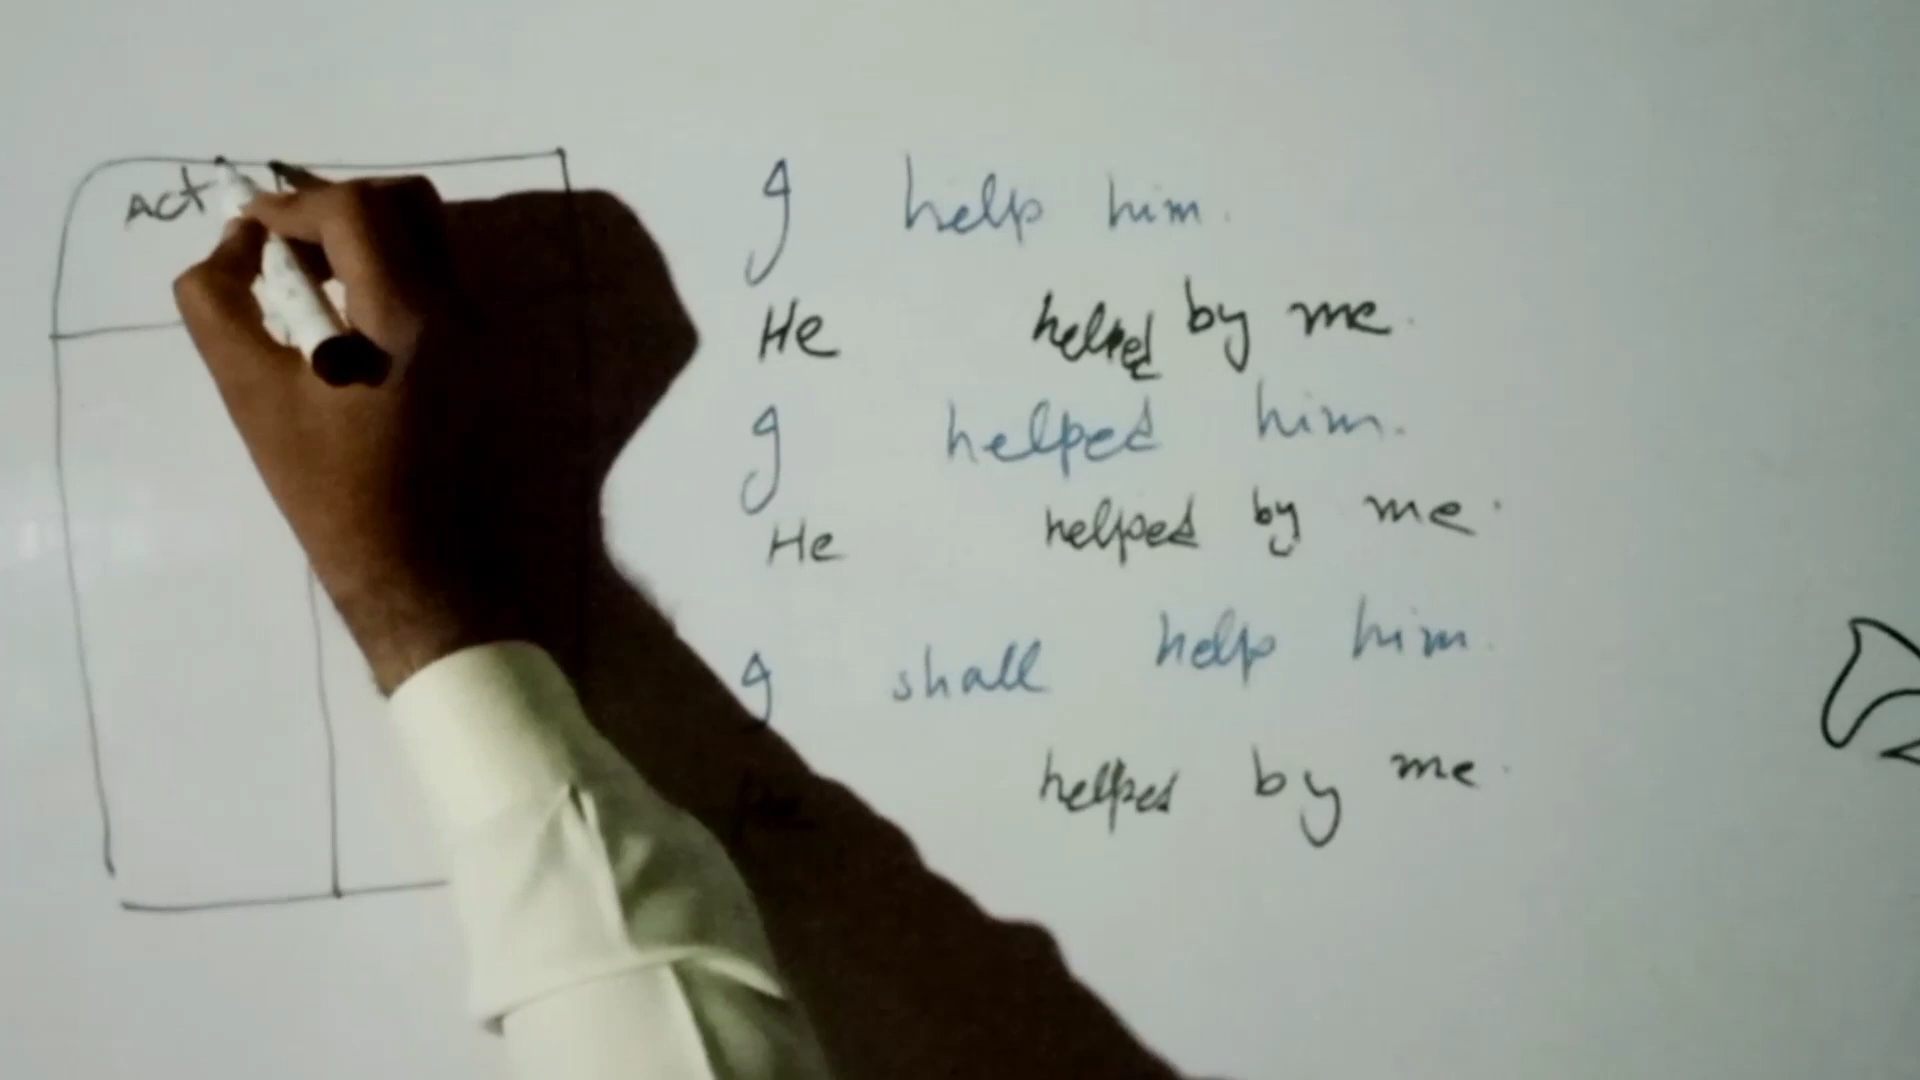 Act
I help him.
He helped by me.
I helped him.
He helped by me.
I shall help him.
He helped by me.